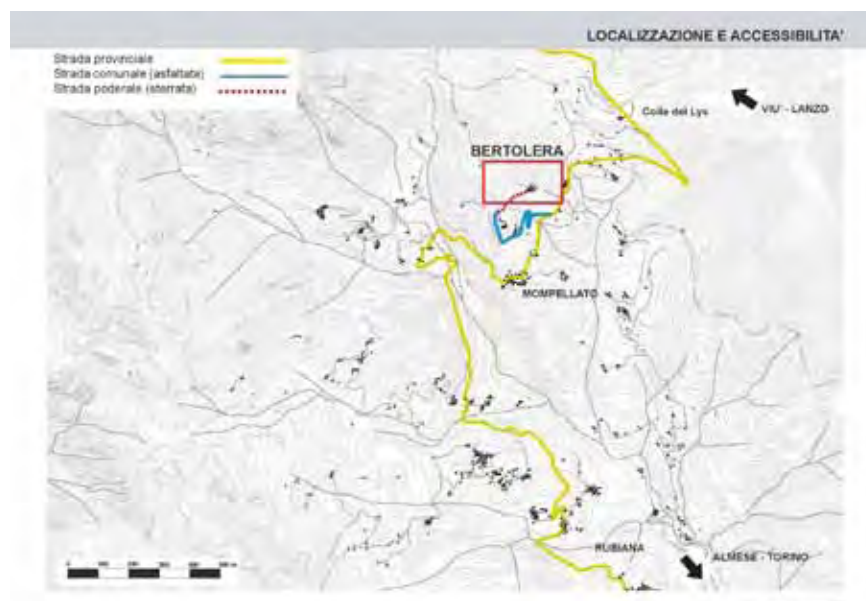 LOCALIZZAZIONE E ACCESSIBILITA'
Strada provinciale
Strada comunale (asfaltata)
Strada poderale (sterrata)
Colle del Lys
VIU' - LANZO
BERTOLERA
MOMPELLATO
RUBIANA
ALMESE - TORINO